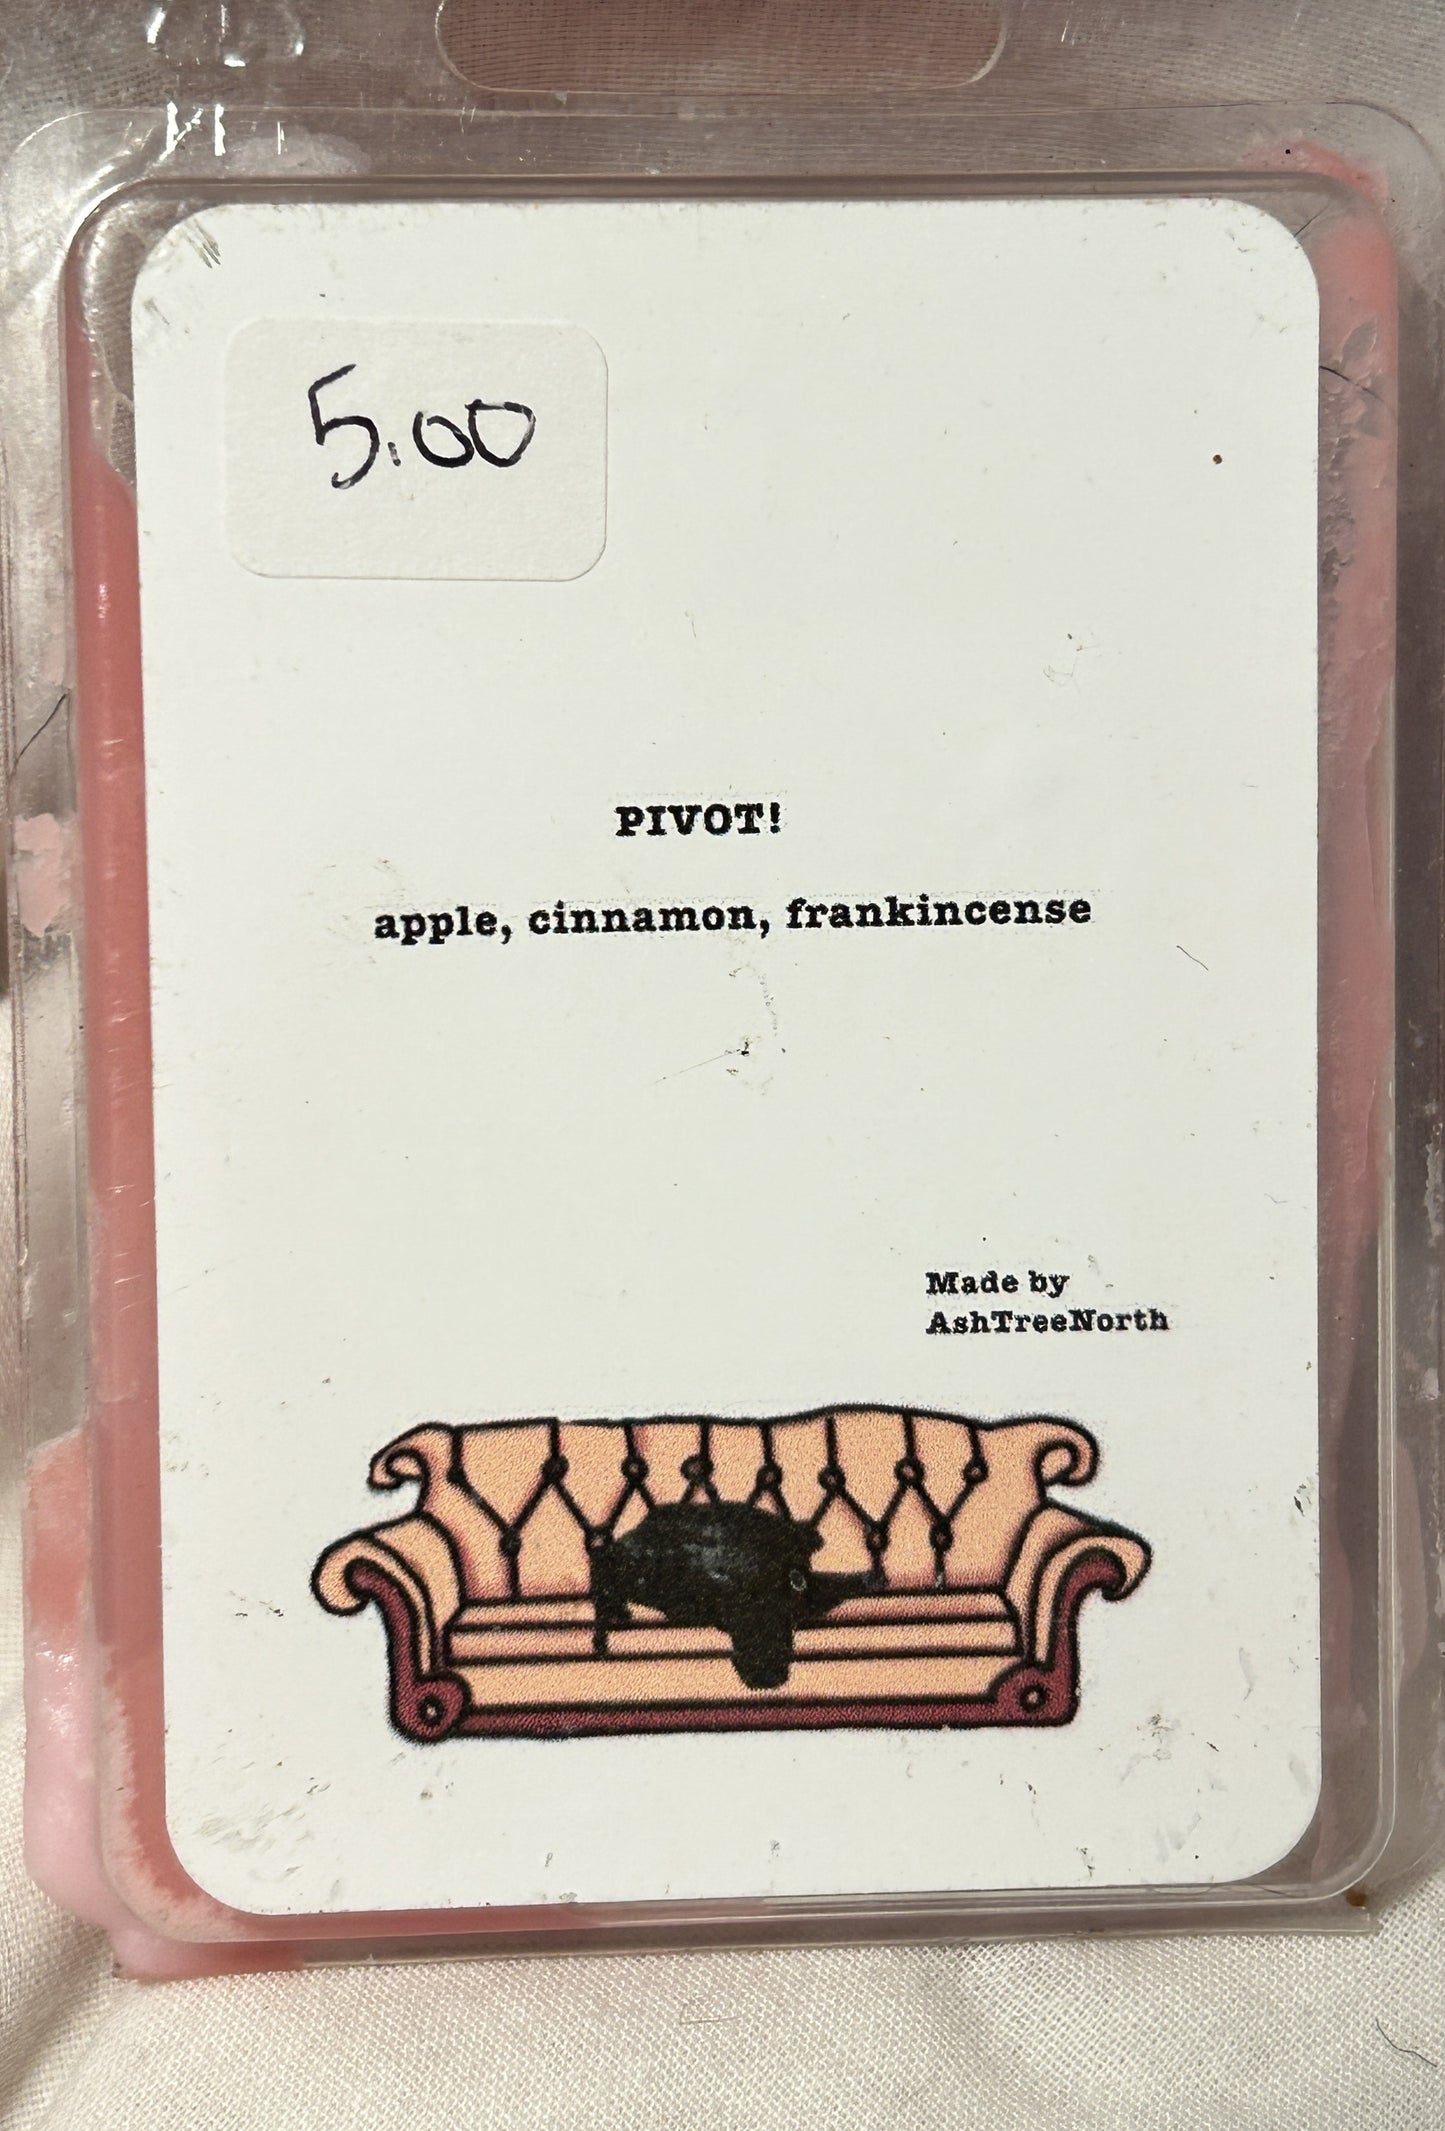 5.00
PIVOT!
apple, cinnamon, frankincense
Made by
AshTreeNorth